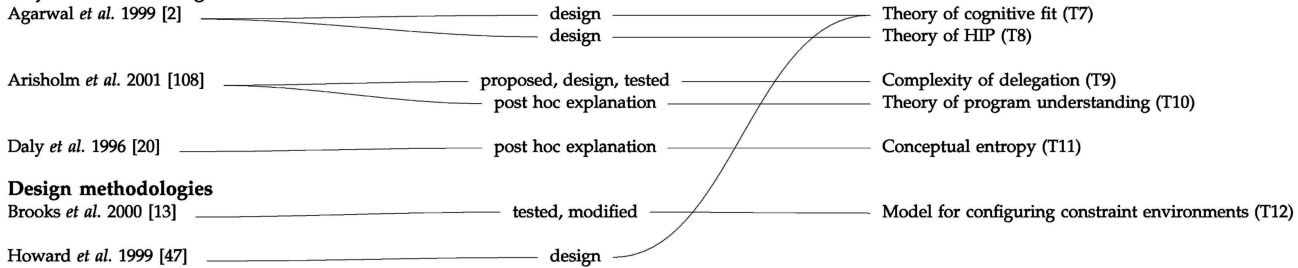 Agarwal et al. 1999 [2] design Theory of cognitive fit (T7)
design Theory of HIP (T8)
Arisholm et al. 2001 [108] proposed, design, tested Complexity of delegation (T9)
post hoc explanation Theory of program understanding (T10)
Daly et al. 1996 [20] post hoc explanation Conceptual entropy (T11)
Design methodologies
Brooks et al. 2000 [13] tested, modified Model for configuring constraint environments (T12)
Howard et al. 1999 [47] design